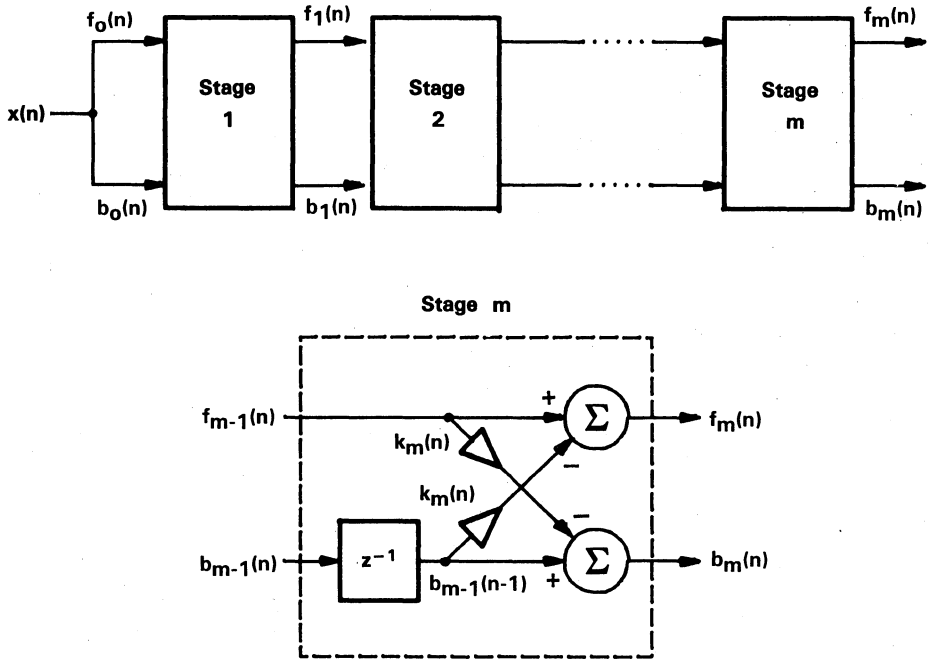 f₀(n)
f₁(n)
fₘ(n)
x(n)
Stage
1
Stage
2
......
......
Stage
m
b₀(n)
b₁(n)
bₘ(n)
Stage m
fₘ₋₁(n)
+
Σ
fₘ(n)
kₘ(n)
−
kₘ(n)
−
bₘ₋₁(n)
z⁻¹
bₘ₋₁(n-1)
+
Σ
bₘ(n)